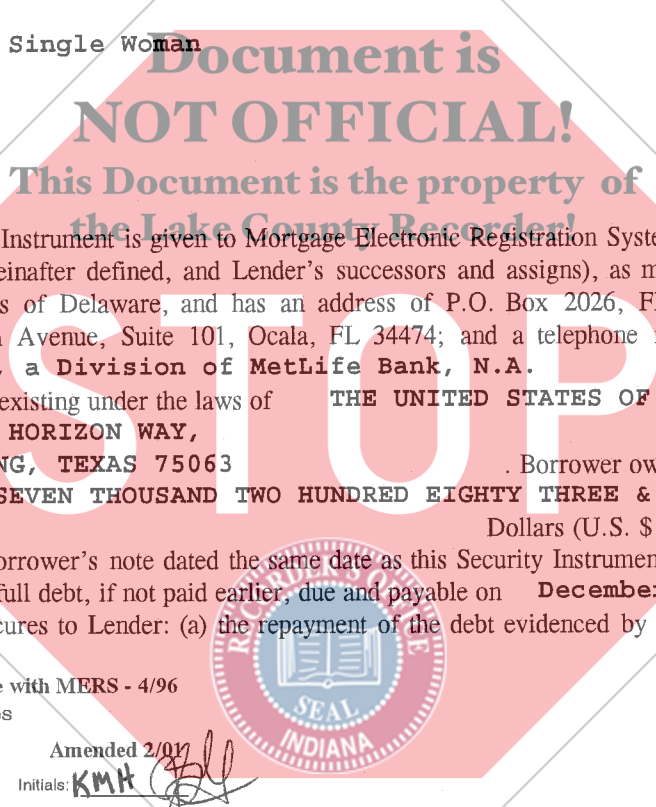 Single Woman
Document is
NOT OFFICIAL!
This Document is the property of
the Lake County Recorder!
Instrument is given to Mortgage Electronic Registration Syste
einafter defined, and Lender's successors and assigns), as m
s of Delaware, and has an address of P.O. Box 2026, Fl
Avenue, Suite 101, Ocala, FL 34474; and a telephone
, a Division of MetLife Bank, N.A.
existing under the laws of THE UNITED STATES OF
HORIZON WAY,
NG, TEXAS 75063 . Borrower ow
SEVEN THOUSAND TWO HUNDRED EIGHTY THREE &
STOP
Dollars (U.S. $
orrower's note dated the same date as this Security Instrumen
full debt, if not paid earlier, due and payable on December
cures to Lender: (a) the repayment of the debt evidenced by
RECORDER'S OFFICE
SEAL
INDIANA
e with MERS - 4/96
es
Amended 2/01
Initials: KMH